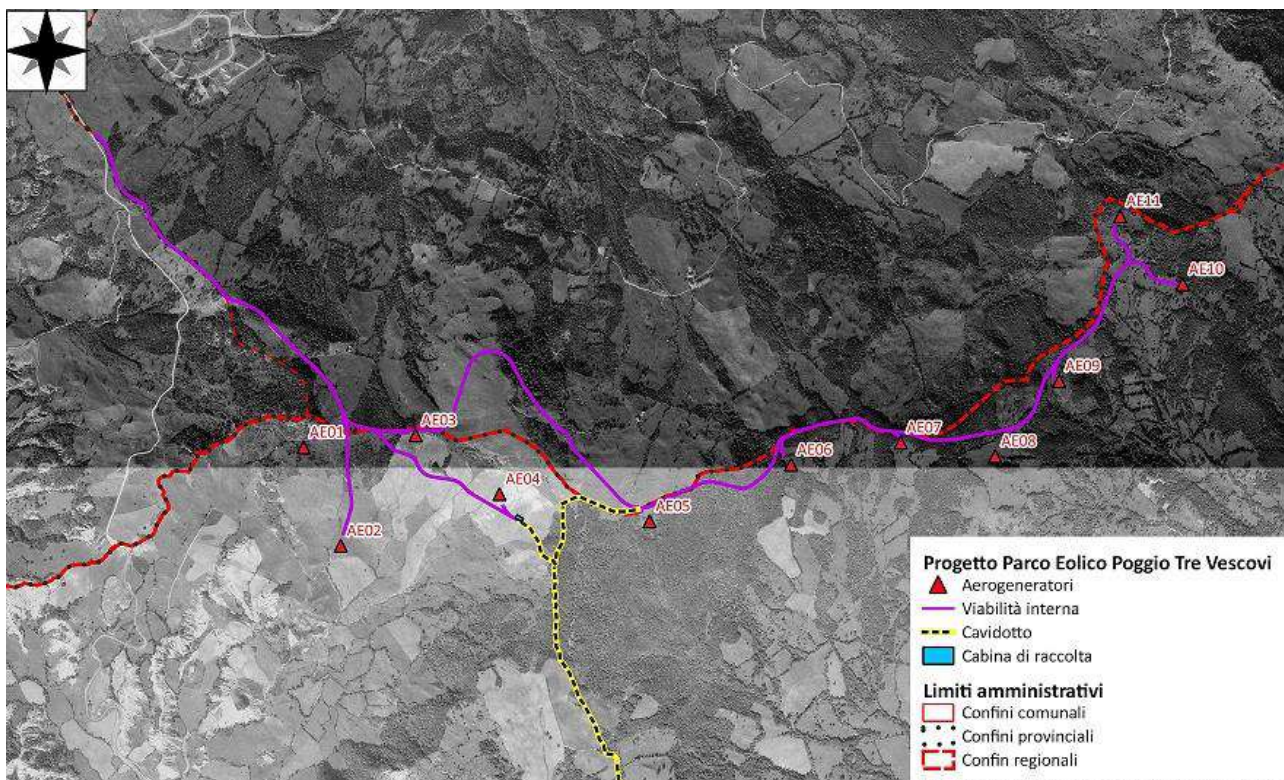 AE11
AE10
AE09
AE03
AE01
AE07
AE08
AE06
AE04
AE05
AE02
Progetto Parco Eolico Poggio Tre Vescovi
Aerogeneratori
Viabilità interna
Cavidotto
Cabina di raccolta
Limiti amministrativi
Confini comunali
Confini provinciali
Confin regionali